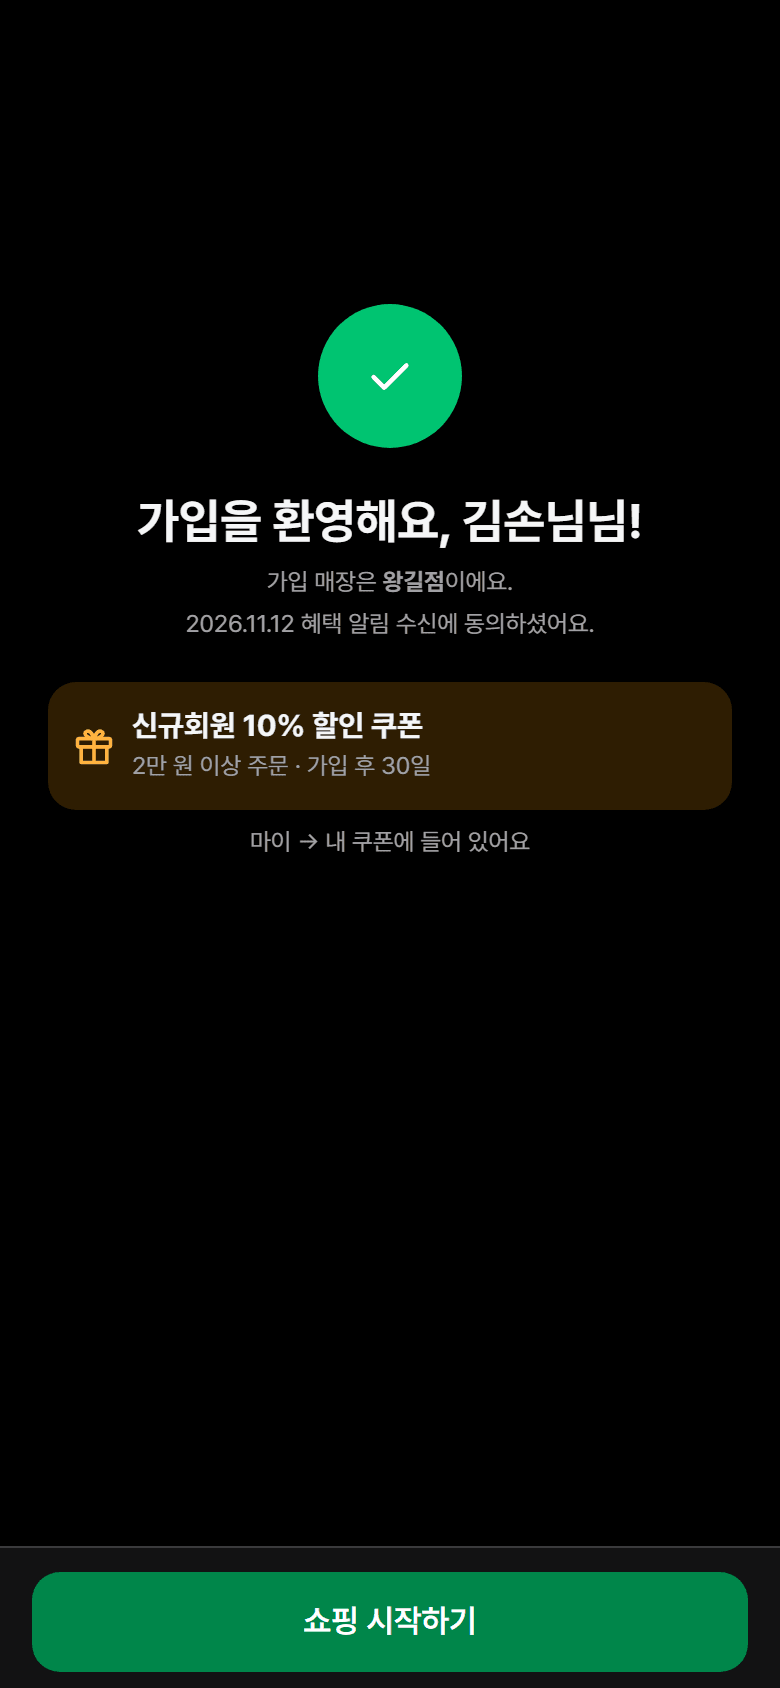 가입을 환영해요, 김손님님!
가입 매장은 왕길점이에요.
2026.11.12 혜택 알림 수신에 동의하셨어요.
신규회원 10% 할인 쿠폰
2만 원 이상 주문 · 가입 후 30일
마이 → 내 쿠폰에 들어 있어요
쇼핑 시작하기